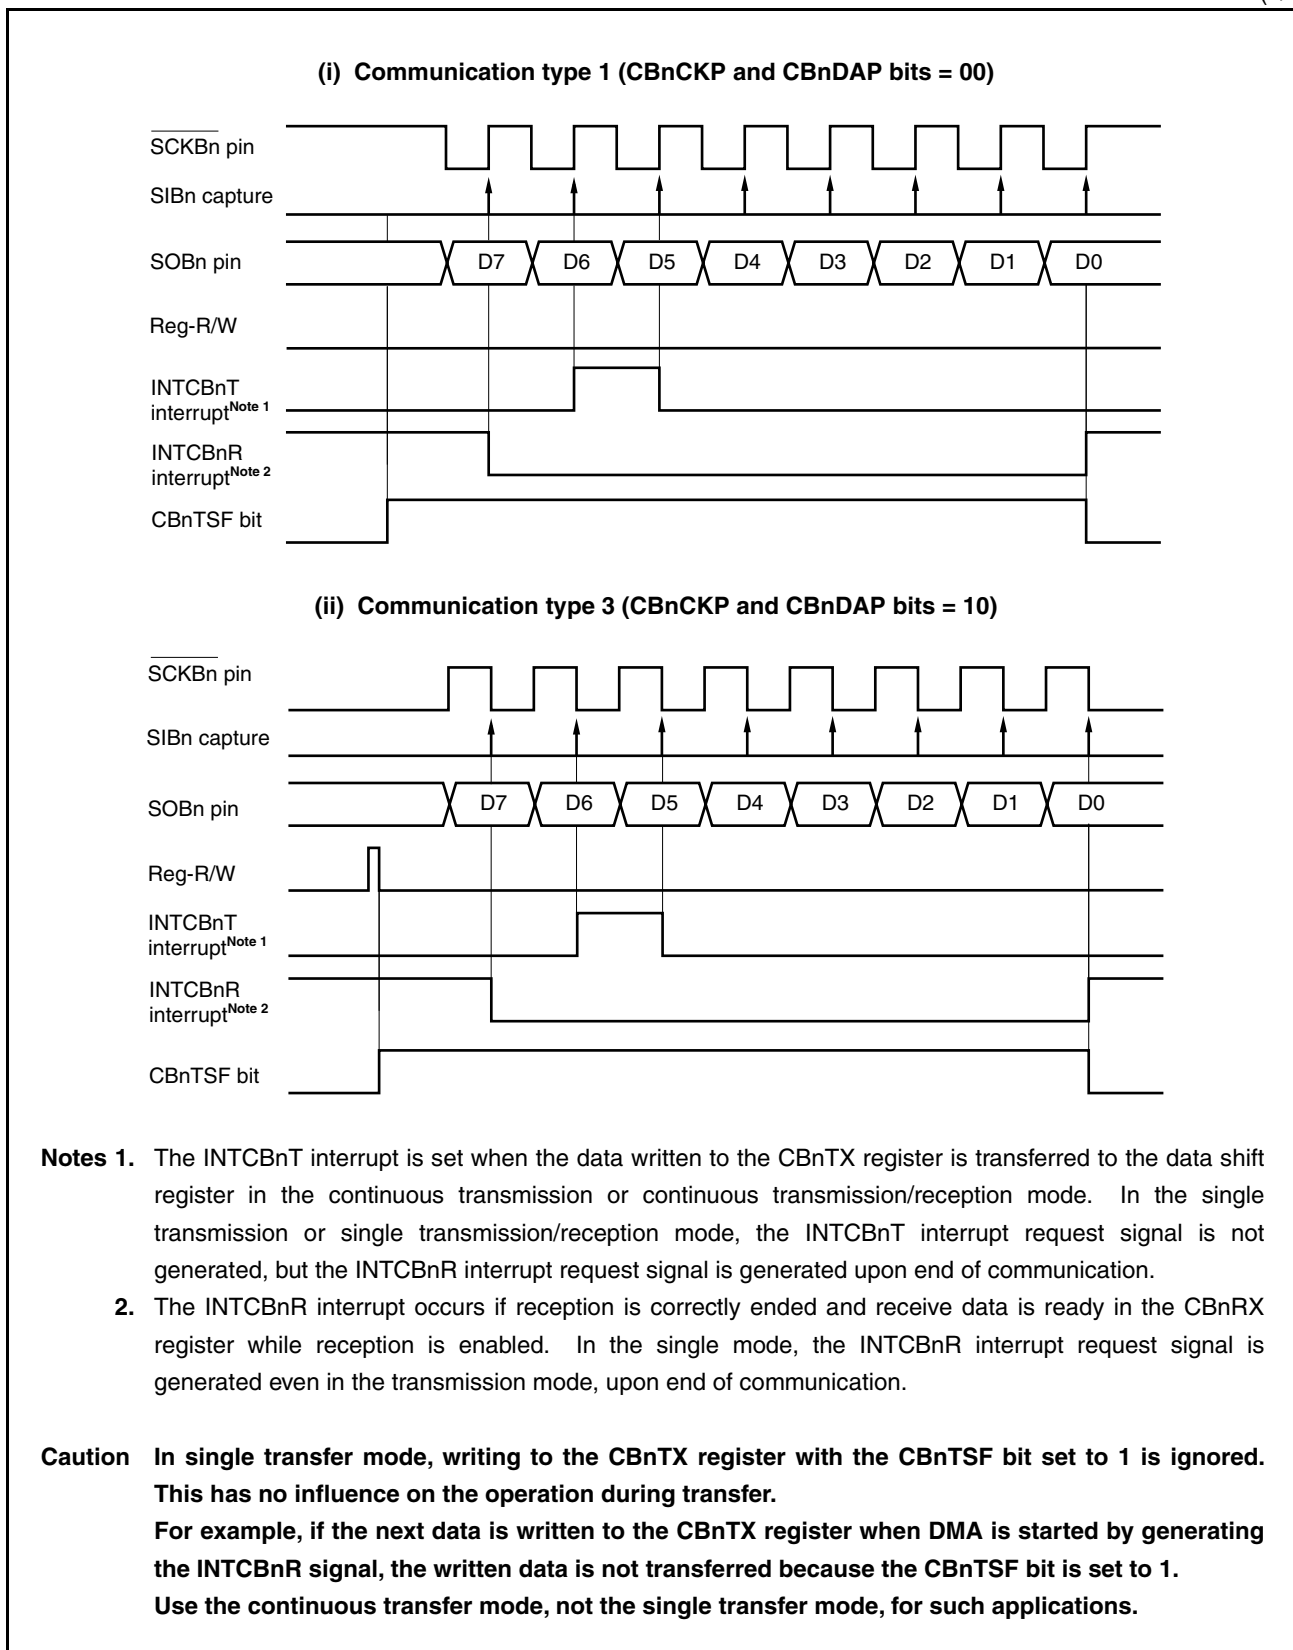 (i) Communication type 1 (CBnCKP and CBnDAP bits = 00)
SCKBn pin
SIBn capture
SOBn pin D7 D6 D5 D4 D3 D2 D1 D0
Reg-R/W
INTCBnT
interruptNote 1
INTCBnR
interruptNote 2
CBnTSF bit
(ii) Communication type 3 (CBnCKP and CBnDAP bits = 10)
SCKBn pin
SIBn capture
SOBn pin D7 D6 D5 D4 D3 D2 D1 D0
Reg-R/W
INTCBnT
interruptNote 1
INTCBnR
interruptNote 2
CBnTSF bit
Notes 1. The INTCBnT interrupt is set when the data written to the CBnTX register is transferred to the data shift
register in the continuous transmission or continuous transmission/reception mode. In the single
transmission or single transmission/reception mode, the INTCBnT interrupt request signal is not
generated, but the INTCBnR interrupt request signal is generated upon end of communication.
2. The INTCBnR interrupt occurs if reception is correctly ended and receive data is ready in the CBnRX
register while reception is enabled. In the single mode, the INTCBnR interrupt request signal is
generated even in the transmission mode, upon end of communication.
Caution In single transfer mode, writing to the CBnTX register with the CBnTSF bit set to 1 is ignored.
This has no influence on the operation during transfer.
For example, if the next data is written to the CBnTX register when DMA is started by generating
the INTCBnR signal, the written data is not transferred because the CBnTSF bit is set to 1.
Use the continuous transfer mode, not the single transfer mode, for such applications.